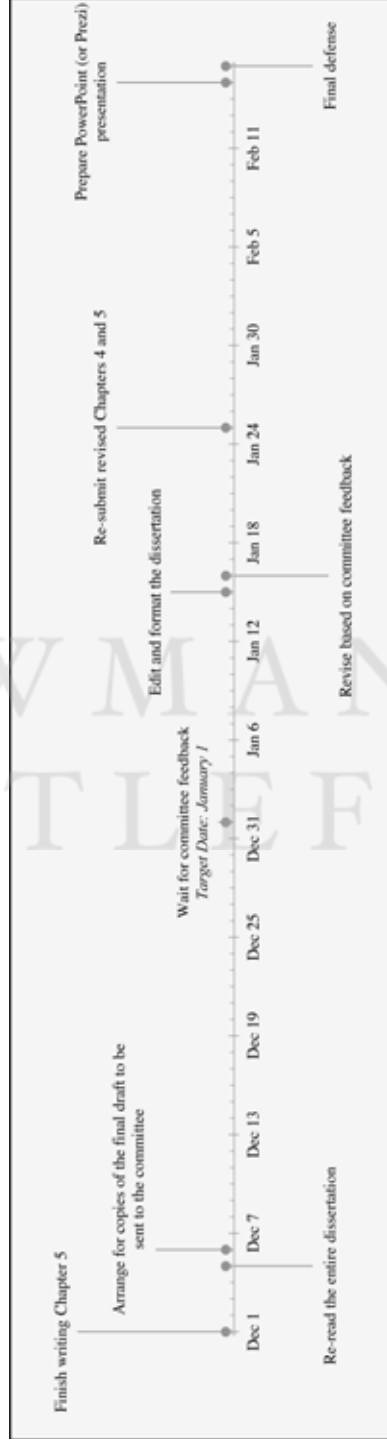 Finish writing Chapter 5
Arrange for copies of the final draft to be
sent to the committee
Wait for committee feedback
Target Date: January 1
Edit and format the dissertation
Re-submit revised Chapters 4 and 5
Prepare PowerPoint (or Prezi)
presentation
Dec 1
Dec 7
Dec 13
Dec 19
Dec 25
Dec 31
Jan 6
Jan 12
Jan 18
Jan 24
Jan 30
Feb 5
Feb 11
Re-read the entire dissertation
Revise based on committee feedback
Final defense